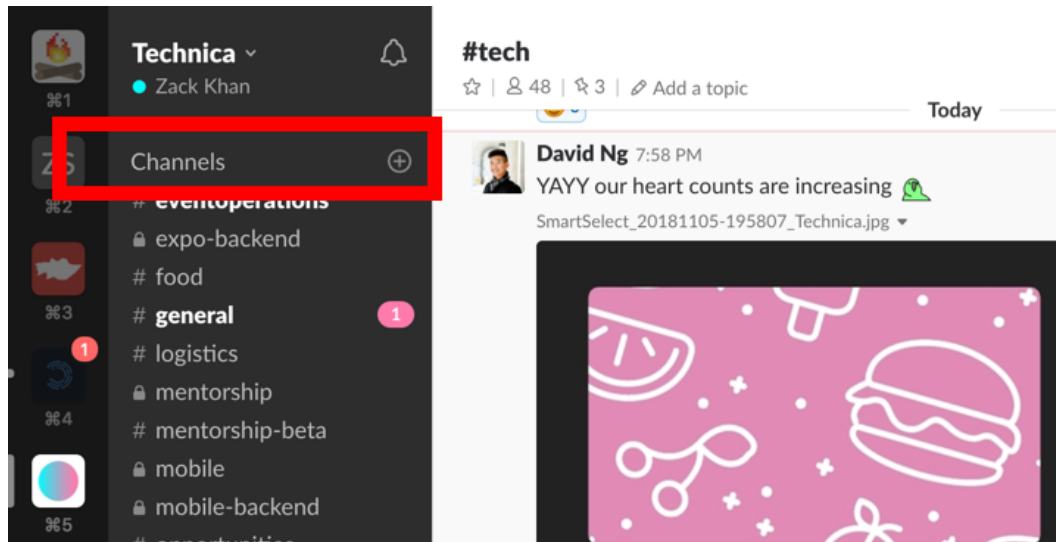 ⌘1
ZS
⌘2
⌘3
1
⌘4
⌘5
Technica
Zack Khan
Channels
# eventoperations
expo-backend
# food
# general 1
# logistics
mentorship
# mentorship-beta
mobile
mobile-backend
# opportunities
#tech
48 | 3 | Add a topic
Today
David Ng 7:58 PM
YAYY our heart counts are increasing
SmartSelect_20181105-195807_Technica.jpg